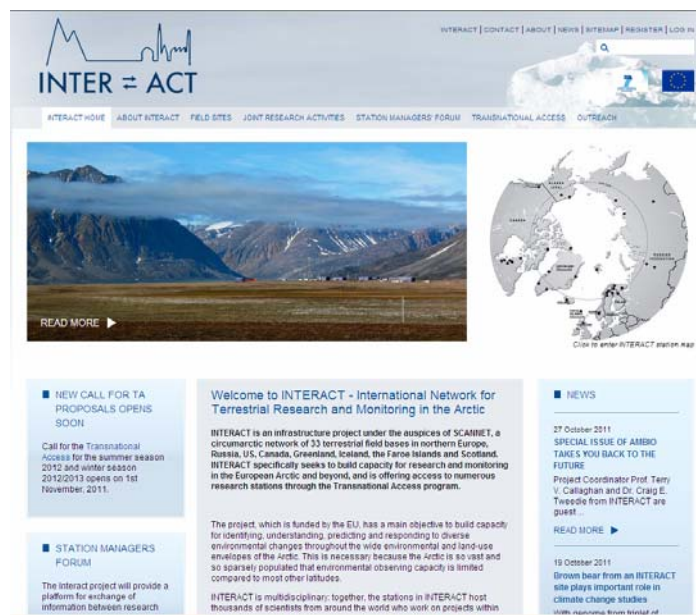 INTERACT | CONTACT | ABOUT | NEWS | SITEMAP | REGISTER | LOG IN
INTER ⇄ ACT
INTERACT HOME ABOUT INTERACT FIELD SITES JOINT RESEARCH ACTIVITIES STATION MANAGERS' FORUM TRANSNATIONAL ACCESS OUTREACH
READ MORE
Click to enter INTERACT station map
NEW CALL FOR TA
PROPOSALS OPENS
SOON
Call for the Transnational
Access for the summer season
2012 and winter season
2012/2013 opens on 1st
November, 2011.
STATION MANAGERS
FORUM
The Interact project will provide a
platform for exchange of
information between research
Welcome to INTERACT - International Network for
Terrestrial Research and Monitoring in the Arctic
INTERACT is an infrastructure project under the auspices of SCANNET, a
circumarctic network of 33 terrestrial field bases in northern Europe,
Russia, US, Canada, Greenland, Iceland, the Faroe Islands and Scotland.
INTERACT specifically seeks to build capacity for research and monitoring
in the European Arctic and beyond, and is offering access to numerous
research stations through the Transnational Access program.
The project, which is funded by the EU, has a main objective to build capacity
for identifying, understanding, predicting and responding to diverse
environmental changes throughout the wide environmental and land-use
envelopes of the Arctic. This is necessary because the Arctic is so vast and
so sparsely populated that environmental observing capacity is limited
compared to most other latitudes.
INTERACT is multidisciplinary: together, the stations in INTERACT host
thousands of scientists from around the world who work on projects within
NEWS
27 October 2011
SPECIAL ISSUE OF AMBIO
TAKES YOU BACK TO THE
FUTURE
Project Coordinator Prof. Terry
V. Callaghan and Dr. Craig E.
Tweedie from INTERACT are
guest ...
READ MORE
19 October 2011
Brown bear from an INTERACT
site plays important role in
climate change studies
With genome from triplet of